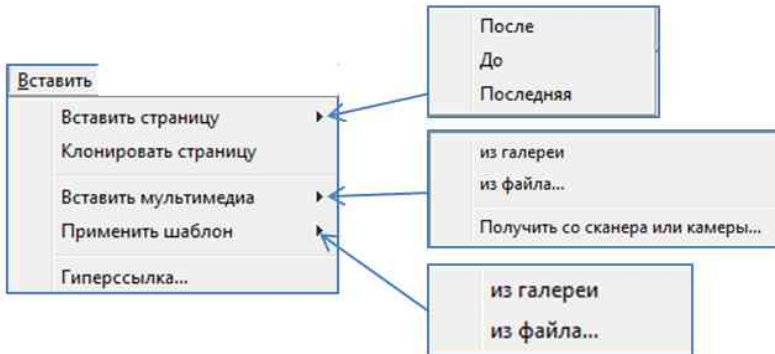 Вставить
Вставить страницу
Клонировать страницу
Вставить мультимедиа
Применить шаблон
Гиперссылка...
После
До
Последняя
из галереи
из файла...
Получить со сканера или камеры...
из галереи
из файла...